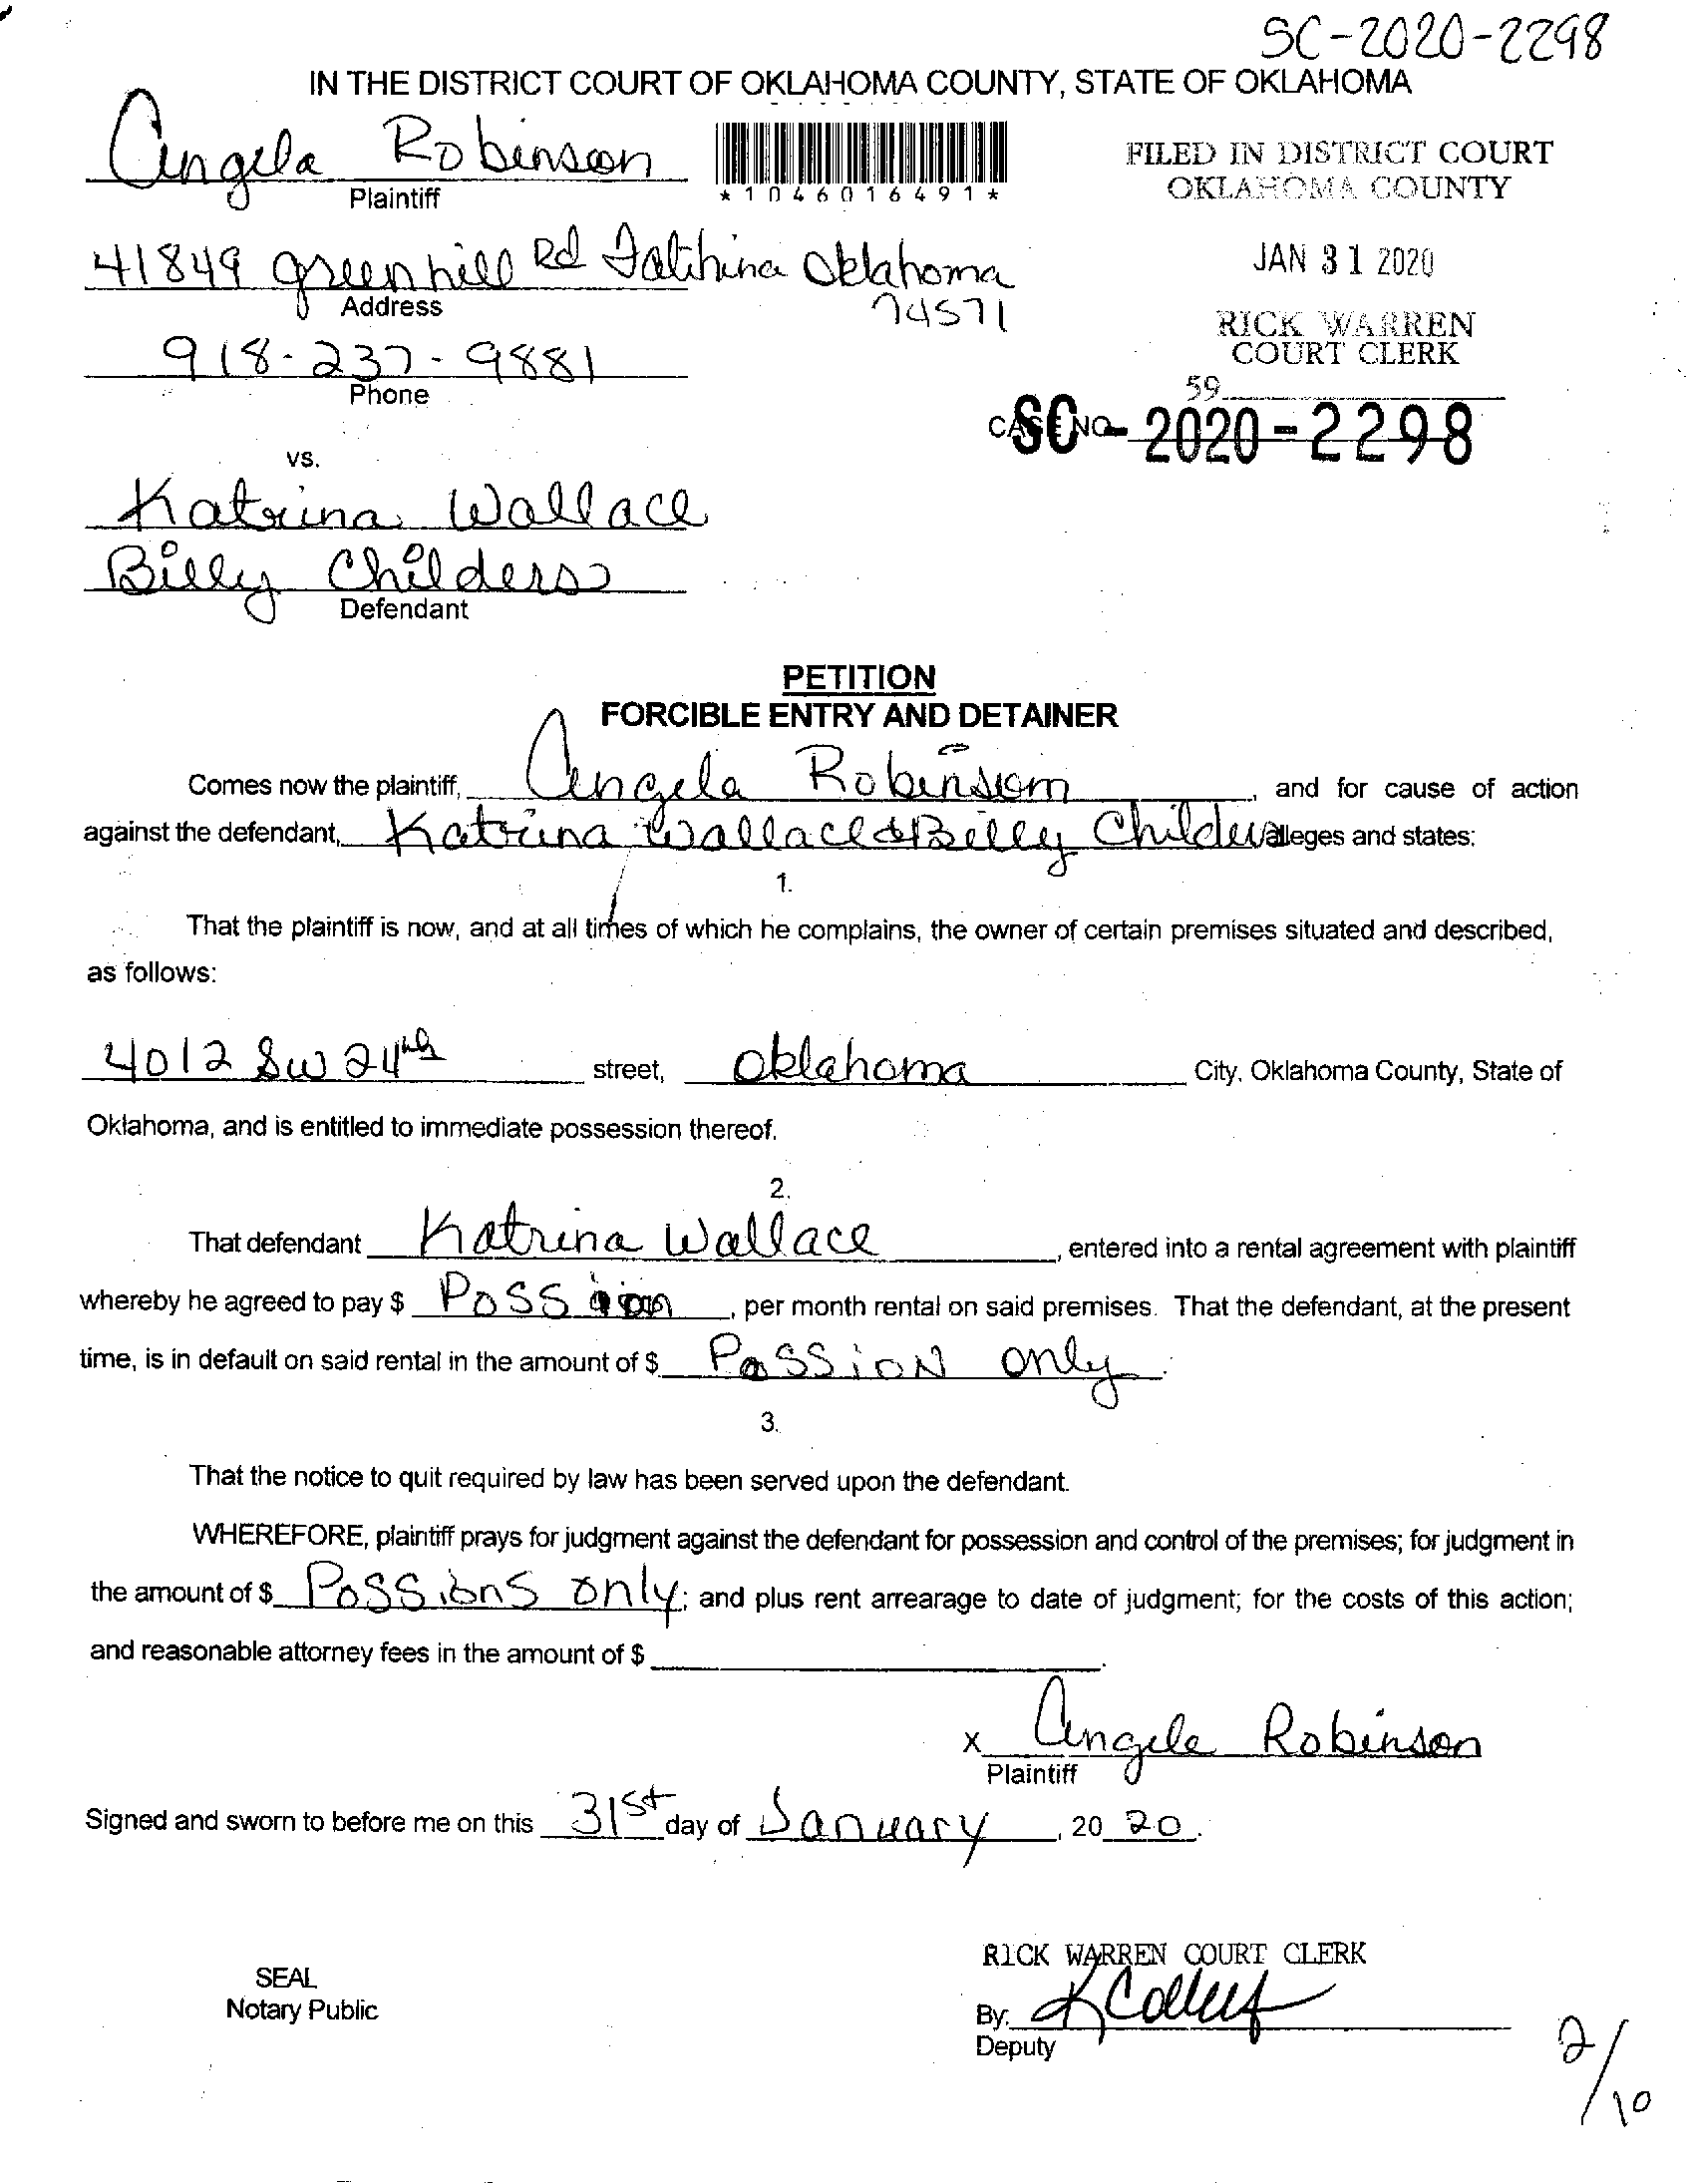 SC-2020-2298
IN THE DISTRICT COURT OF OKLAHOMA COUNTY, STATE OF OKLAHOMA
Angela Robinson
Plaintiff
*1046016491*
FILED IN DISTRICT COURT
OKLAHOMA COUNTY
JAN 31 2020
RICK WARREN
COURT CLERK
59
41849 greenhill Rd Talihina Oklahoma
74571
Address
918-237-9881
Phone
CASE NO.
SC-2020-2298
vs.
Katrina Wallace
Billy Childers
Defendant
PETITION
FORCIBLE ENTRY AND DETAINER
Comes now the plaintiff, Angela Robinson, and for cause of action
against the defendant, Katrina Wallace & Billy Childers alleges and states:
1.
That the plaintiff is now, and at all times of which he complains, the owner of certain premises situated and described,
as follows:
4012 SW 24th street, Oklahoma City, Oklahoma County, State of
Oklahoma, and is entitled to immediate possession thereof.
2.
That defendant Katrina Wallace, entered into a rental agreement with plaintiff
whereby he agreed to pay $ Possion, per month rental on said premises. That the defendant, at the present
time, is in default on said rental in the amount of $ PoSSioN only.
3.
That the notice to quit required by law has been served upon the defendant.
WHEREFORE, plaintiff prays for judgment against the defendant for possession and control of the premises; for judgment in
the amount of $ PoSSionS only; and plus rent arrearage to date of judgment; for the costs of this action;
and reasonable attorney fees in the amount of $
x Angela Robinson
Plaintiff
Signed and sworn to before me on this 31st day of January, 20 20.
RICK WARREN COURT CLERK
SEAL
Notary Public
By:
Deputy
2/10